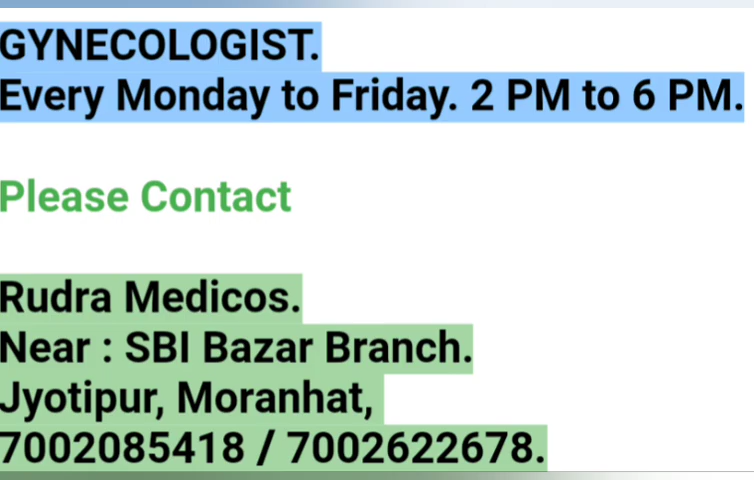 GYNECOLOGIST.
Every Monday to Friday. 2 PM to 6 PM.
Please Contact
Rudra Medicos.
Near : SBI Bazar Branch.
Jyotipur, Moranhat,
7002085418 / 7002622678.